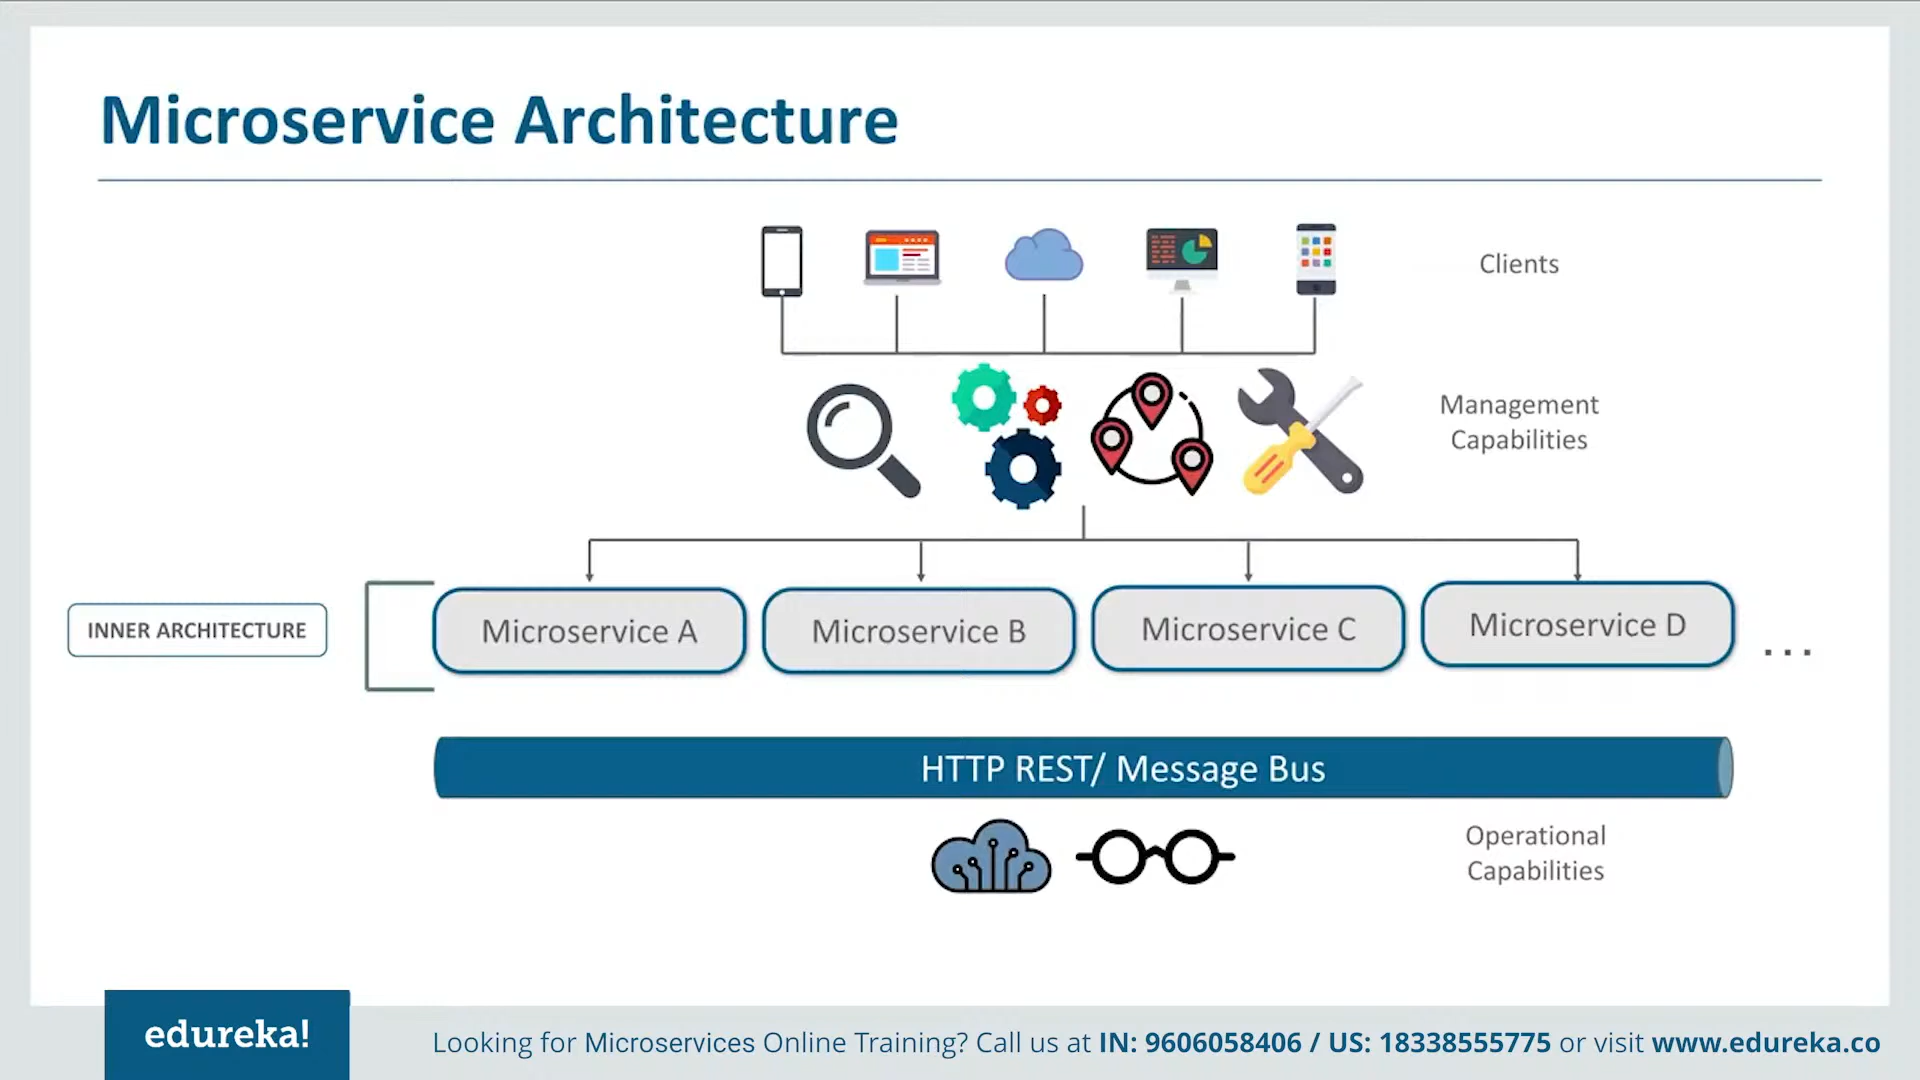 Microservice Architecture
Clients
Management
Capabilities
INNER ARCHITECTURE
Microservice A
Microservice B
Microservice C
Microservice D
...
HTTP REST/ Message Bus
Operational
Capabilities
edureka!
Looking for Microservices Online Training? Call us at IN: 9606058406 / US: 18338555775 or visit www.edureka.co